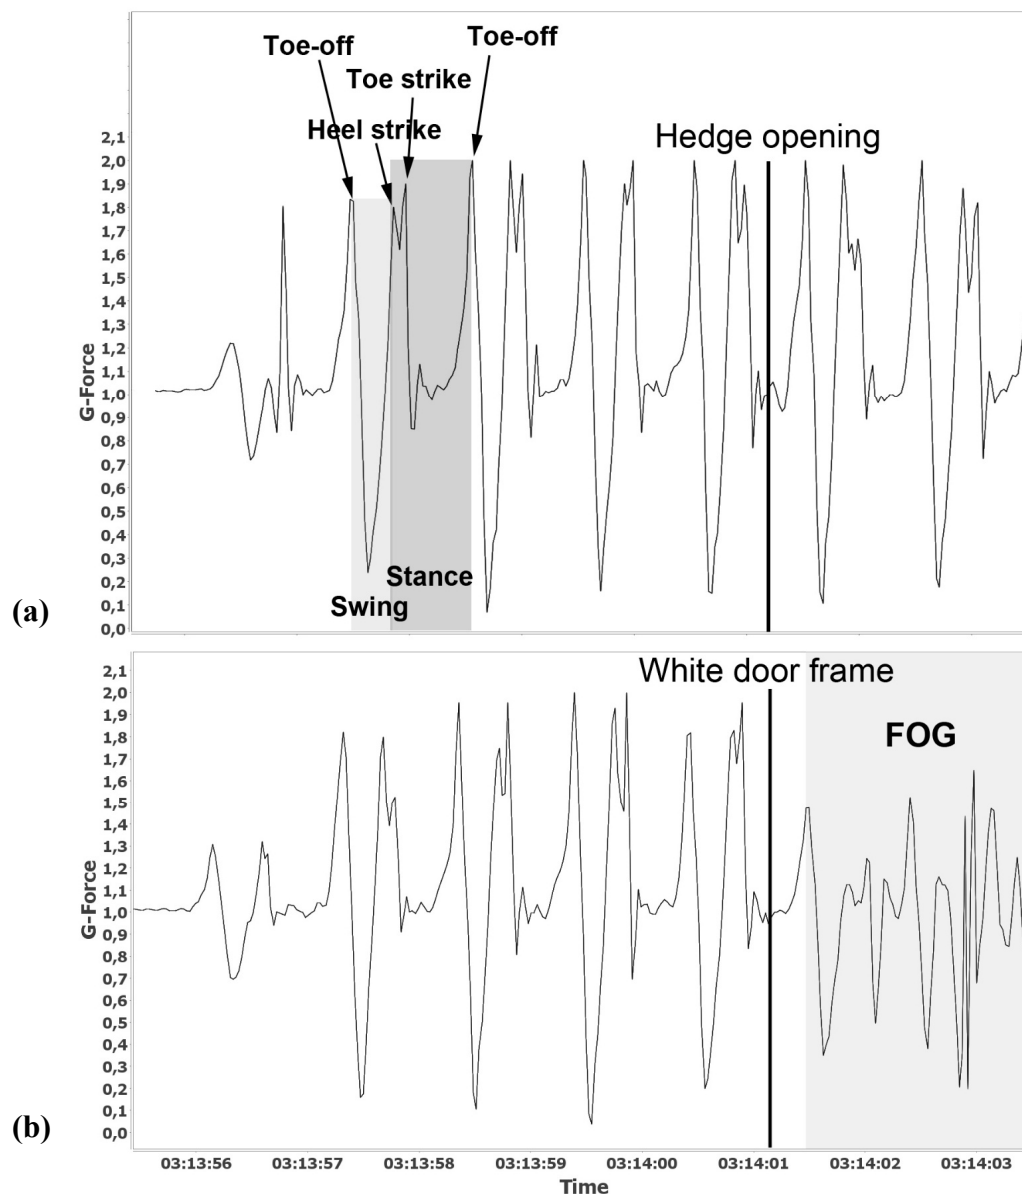 Toe-off
Toe-off
Toe strike
Heel strike
Hedge opening
2,1
2,0
1,9
1,8
1,7
1,6
1,5
1,4
1,3
1,2
1,1
1,0
0,9
0,8
0,7
0,6
0,5
0,4
0,3
0,2
0,1
0,0
G-Force
Stance
Swing
(a)
White door frame
FOG
2,1
2,0
1,9
1,8
1,7
1,6
1,5
1,4
1,3
1,2
1,1
1,0
0,9
0,8
0,7
0,6
0,5
0,4
0,3
0,2
0,1
0,0
G-Force
(b)
03:13:56 03:13:57 03:13:58 03:13:59 03:14:00 03:14:01 03:14:02 03:14:03
Time